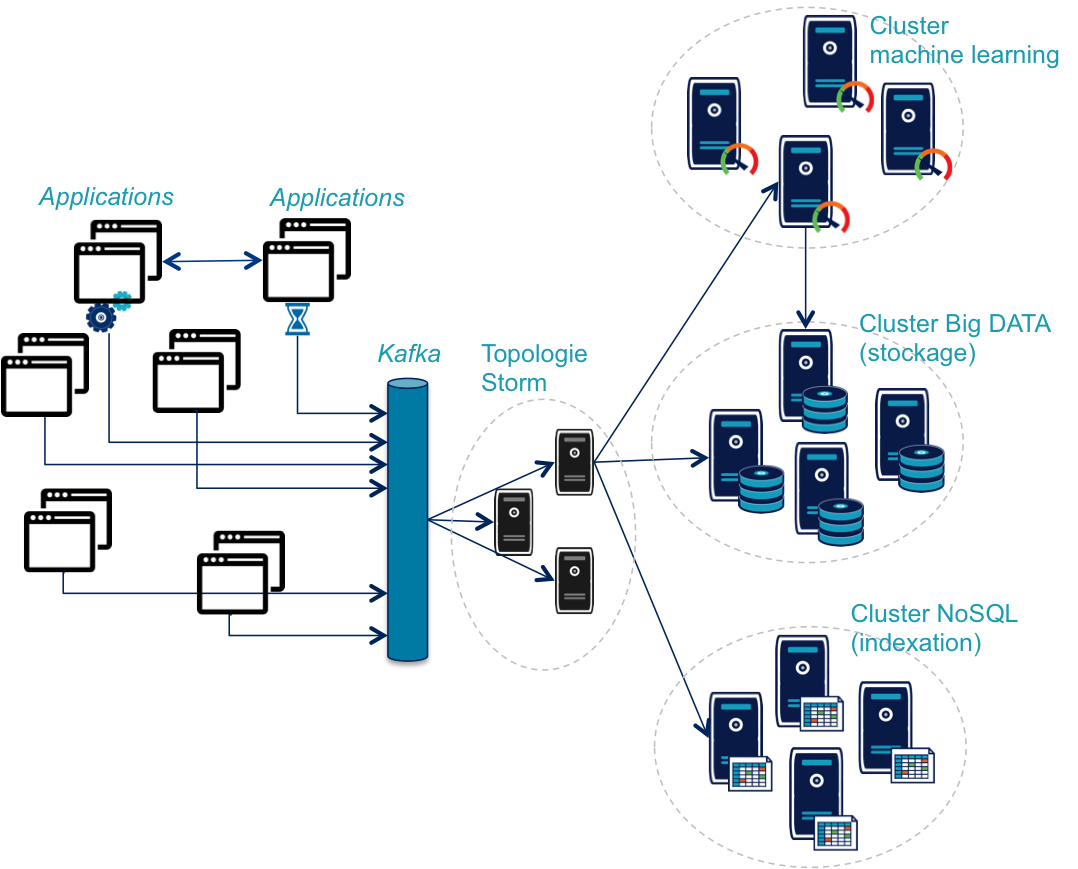 Applications
Applications
Kafka
Topologie
Storm
Cluster
machine learning
Cluster Big DATA
(stockage)
Cluster NoSQL
(indexation)